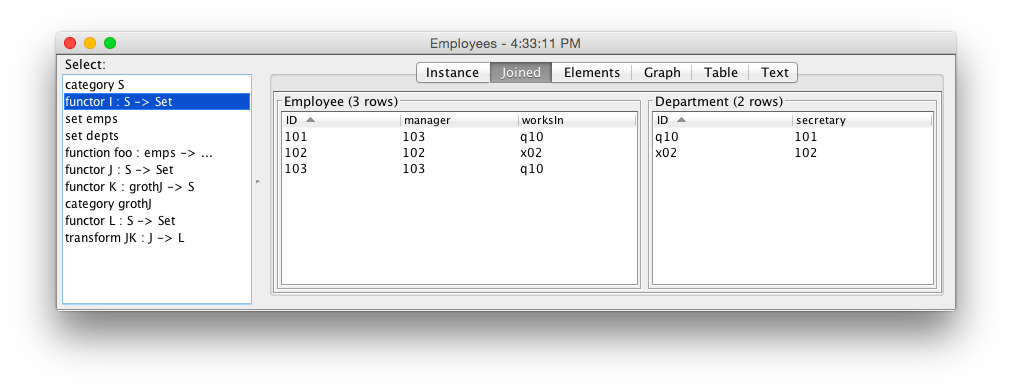 Employees - 4:33:11 PM
Select:
category S
functor I : S -> Set
set emps
set depts
function foo : emps -> ...
functor J : S -> Set
functor K : grothJ -> S
category grothJ
functor L : S -> Set
transform JK : J -> L
Instance Joined Elements Graph Table Text
Employee (3 rows)
ID manager worksIn
101 103 q10
102 102 x02
103 103 q10
Department (2 rows)
ID secretary
q10 101
x02 102